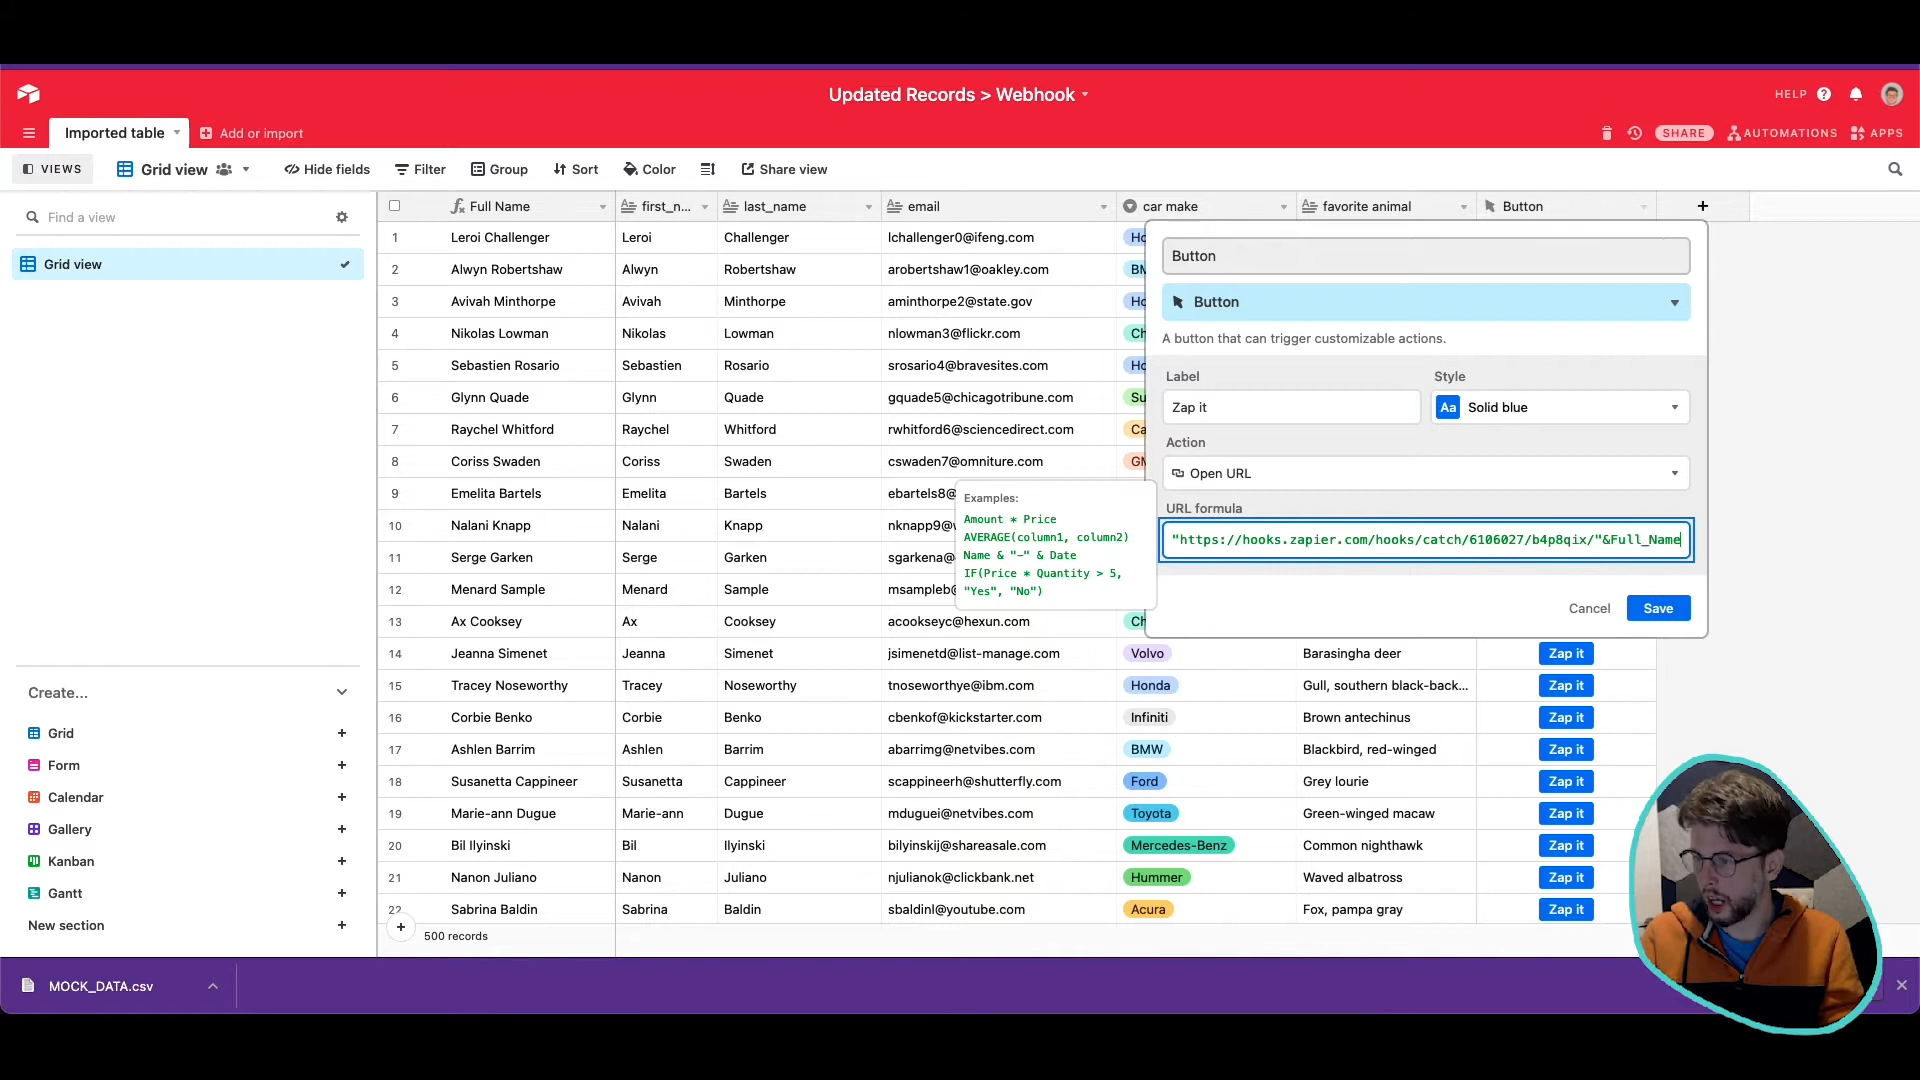 Updated Records > Webhook
HELP
Imported table
Add or import
SHARE
AUTOMATIONS
APPS
VIEWS
Grid view
Hide fields
Filter
Group
Sort
Color
Share view
Find a view
Grid view
Full Name first_n... last_name email car make favorite animal Button
1 Leroi Challenger Leroi Challenger lchallenger0@ifeng.com Ho
2 Alwyn Robertshaw Alwyn Robertshaw arobertshaw1@oakley.com BM
3 Avivah Minthorpe Avivah Minthorpe aminthorpe2@state.gov Ho
4 Nikolas Lowman Nikolas Lowman nlowman3@flickr.com Ch
5 Sebastien Rosario Sebastien Rosario srosario4@bravesites.com Ho
6 Glynn Quade Glynn Quade gquade5@chicagotribune.com Su
7 Raychel Whitford Raychel Whitford rwhitford6@sciencedirect.com Ca
8 Coriss Swaden Coriss Swaden cswaden7@omniture.com GM
9 Emelita Bartels Emelita Bartels ebartels8@
10 Nalani Knapp Nalani Knapp nknapp9@
11 Serge Garken Serge Garken sgarkena@
12 Menard Sample Menard Sample msampleb@
13 Ax Cooksey Ax Cooksey acookseyc@hexun.com Ch
14 Jeanna Simenet Jeanna Simenet jsimenetd@list-manage.com Volvo Barasingha deer Zap it
15 Tracey Noseworthy Tracey Noseworthy tnoseworthye@ibm.com Honda Gull, southern black-back... Zap it
16 Corbie Benko Corbie Benko cbenkof@kickstarter.com Infiniti Brown antechinus Zap it
17 Ashlen Barrim Ashlen Barrim abarrimg@netvibes.com BMW Blackbird, red-winged Zap it
18 Susanetta Cappineer Susanetta Cappineer scappineerh@shutterfly.com Ford Grey lourie Zap it
19 Marie-ann Dugue Marie-ann Dugue mduguei@netvibes.com Toyota Green-winged macaw Zap it
20 Bil Ilyinski Bil Ilyinski bilyinskij@shareasale.com Mercedes-Benz Common nighthawk Zap it
21 Nanon Juliano Nanon Juliano njulianok@clickbank.net Hummer Waved albatross Zap it
22 Sabrina Baldin Sabrina Baldin sbaldinl@youtube.com Acura Fox, pampa gray Zap it
500 records
Button
Button
A button that can trigger customizable actions.
Label
Style
Zap it
Aa Solid blue
Action
Open URL
URL formula
"https://hooks.zapier.com/hooks/catch/6106027/b4p8qix/"&Full_Name
Cancel
Save
Examples:
Amount * Price
AVERAGE(column1, column2)
Name & "-" & Date
IF(Price * Quantity > 5,
"Yes", "No")
Create...
Grid
Form
Calendar
Gallery
Kanban
Gantt
New section
MOCK_DATA.csv